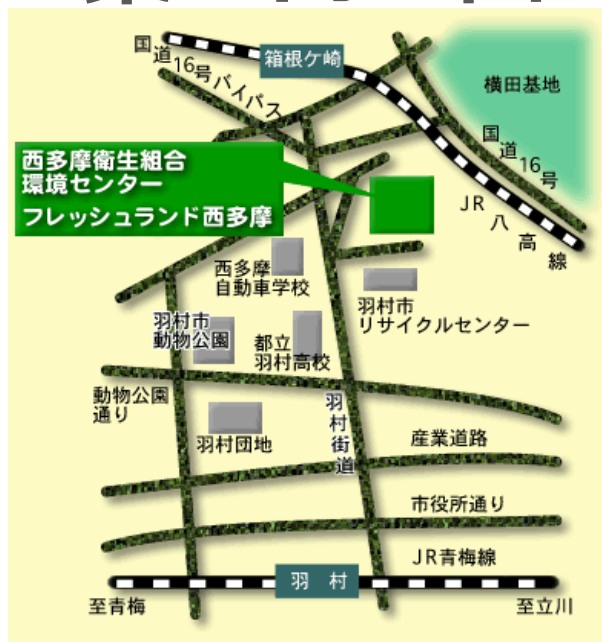 国道16号バイパス
箱根ケ崎
横田基地
国道16号
JR八高線
西多摩衛生組合
環境センター
フレッシュランド西多摩
西多摩
自動車学校
羽村市
リサイクルセンター
羽村市
動物公園
都立
羽村高校
動物公園
通り
羽村街道
羽村団地
産業道路
市役所通り
JR青梅線
羽村
至青梅
至立川